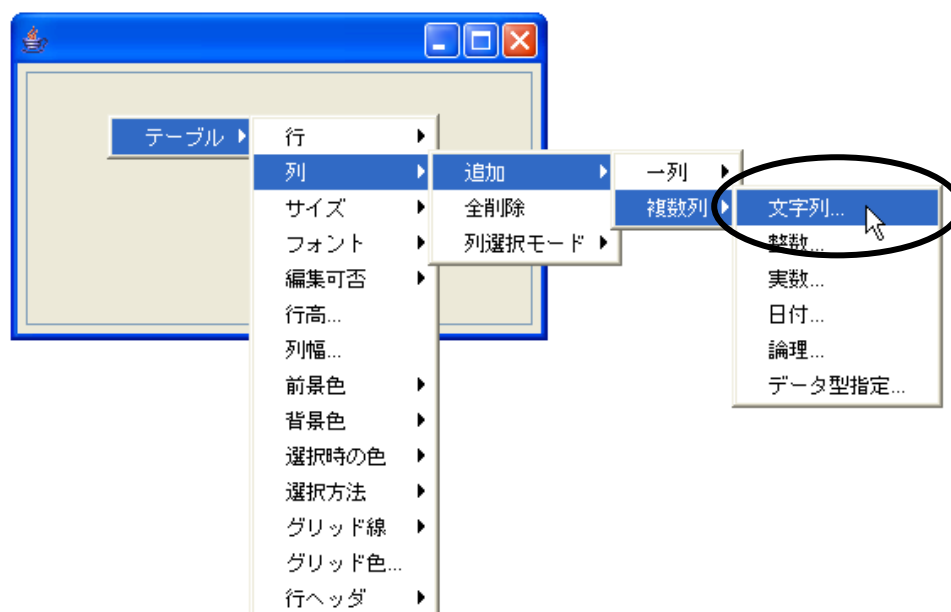 テーブル
行
列
サイズ
フォント
編集可否
行高...
列幅...
前景色
背景色
選択時の色
選択方法
グリッド線
グリッド色...
行ヘッダ
追加
全削除
列選択モード
一列
複数列
文字列...
整数...
実数...
日付...
論理...
データ型指定...